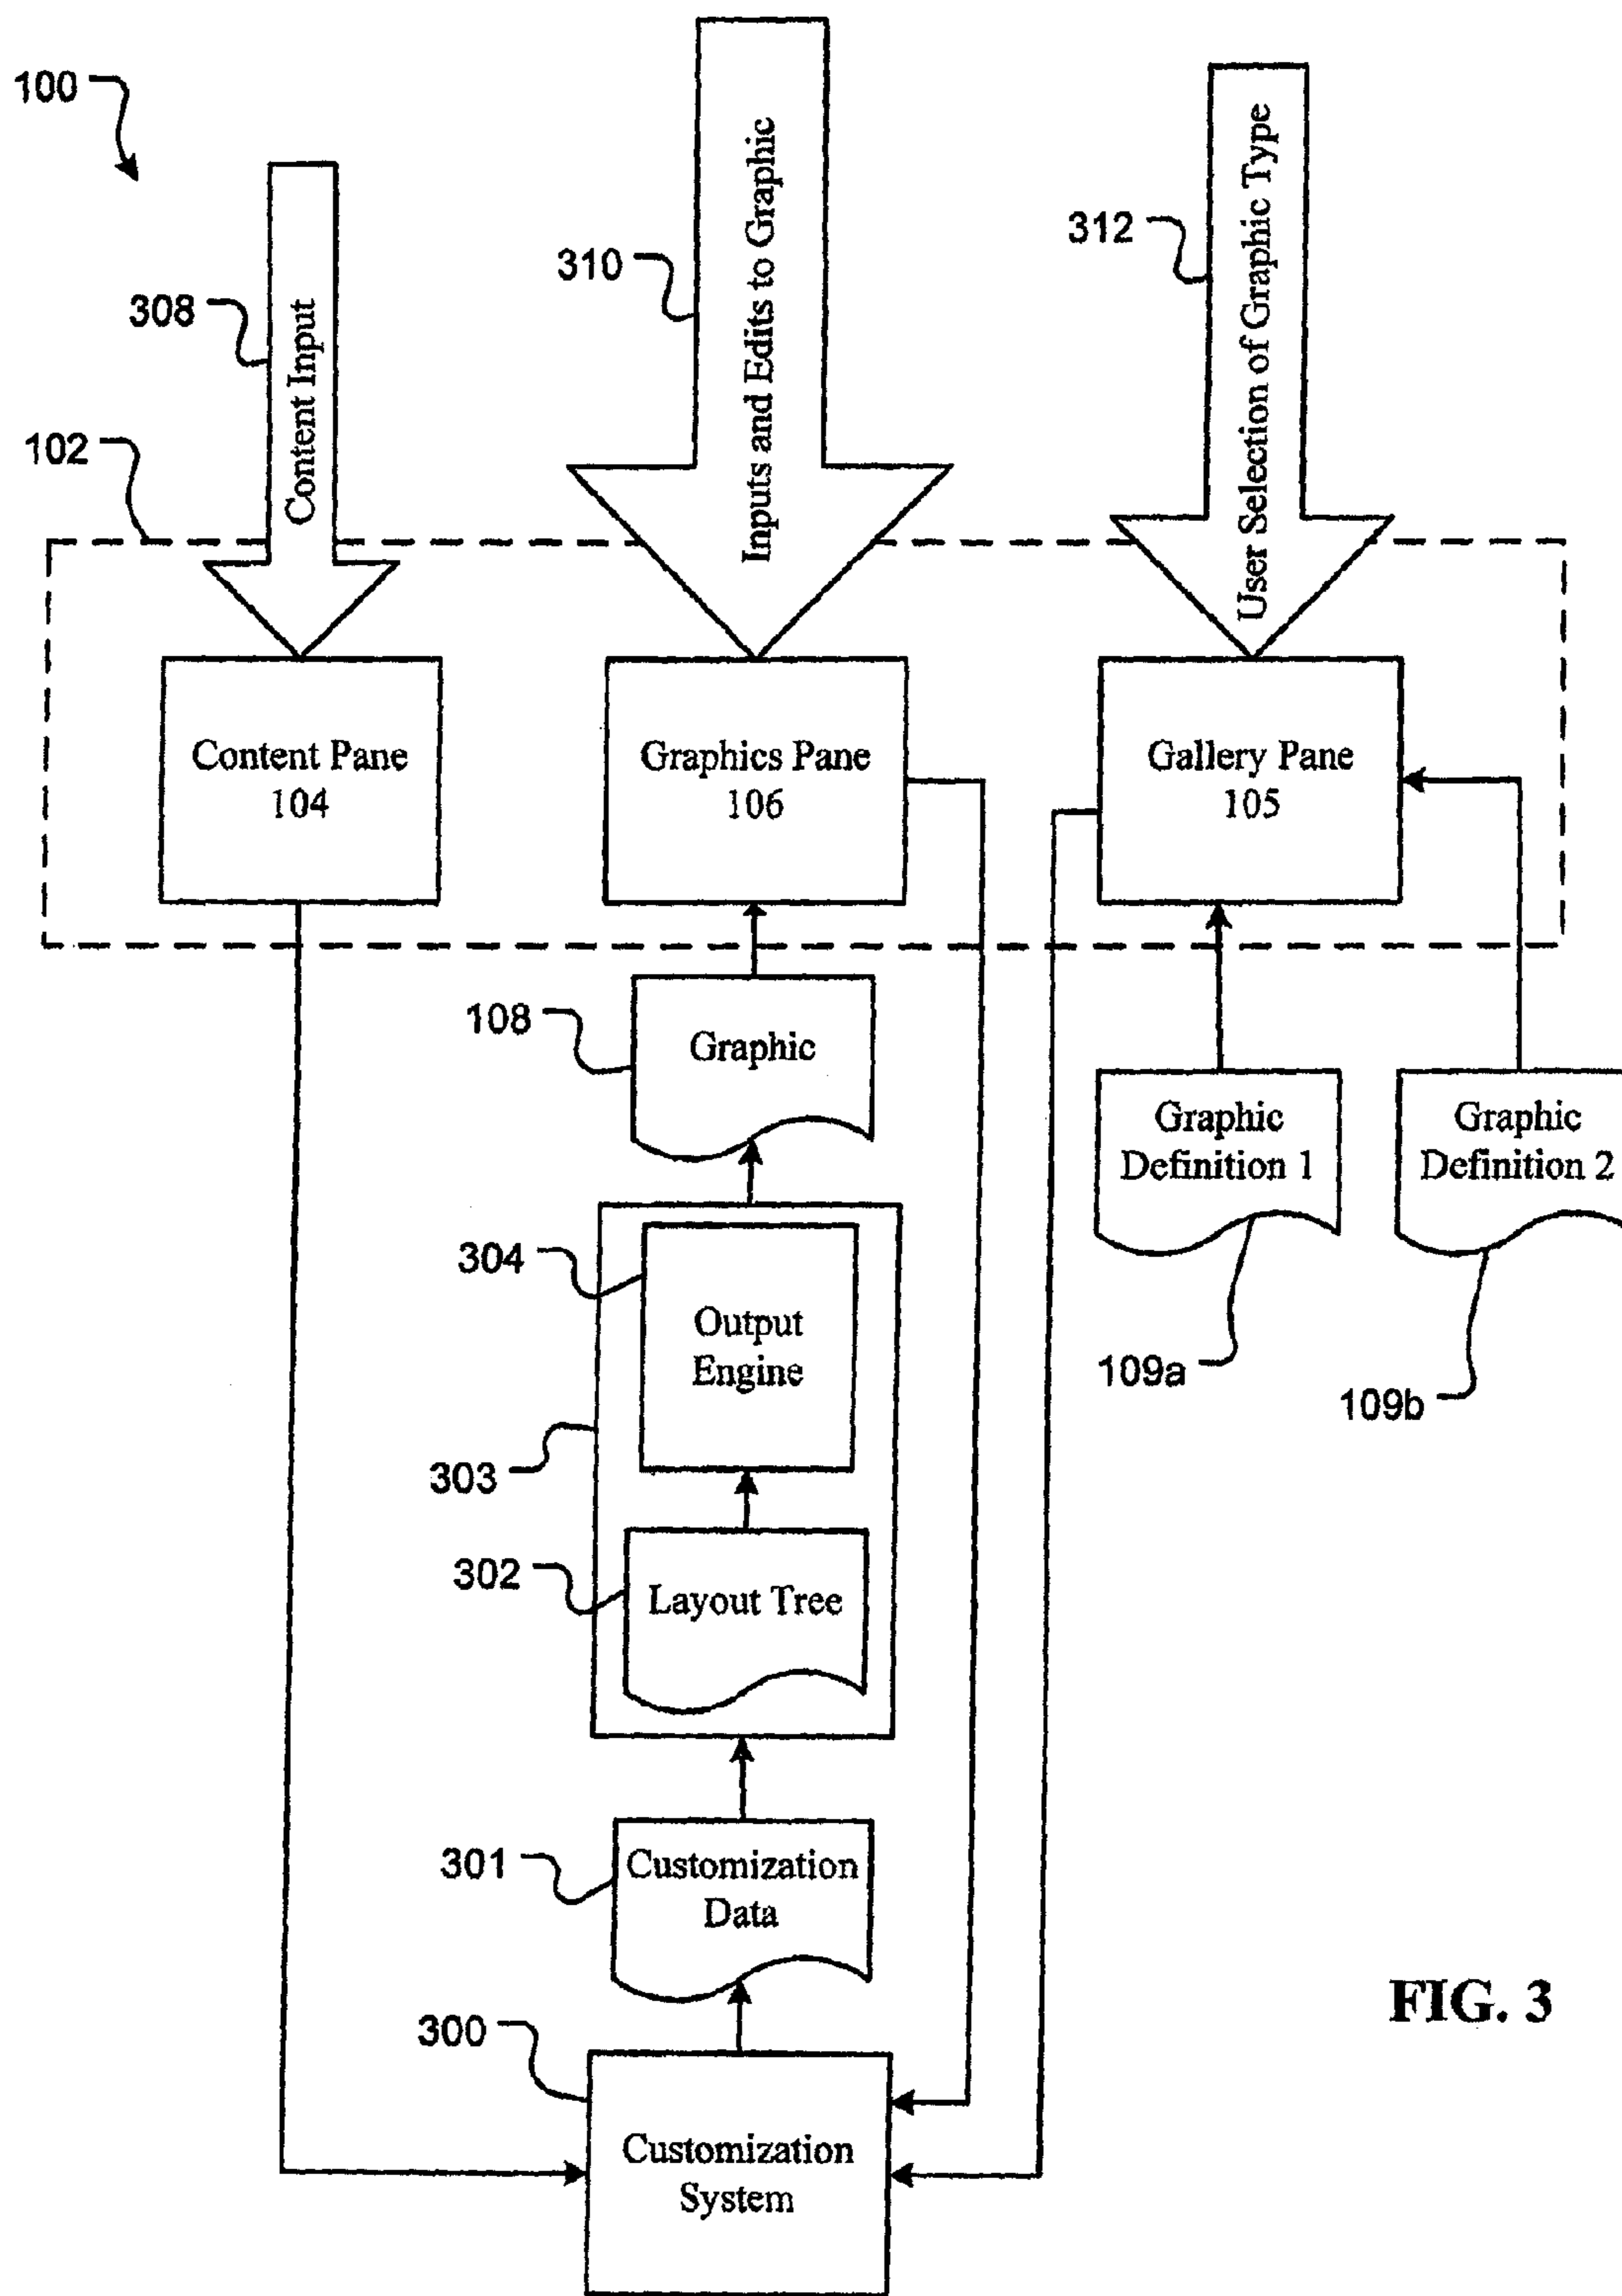 100
308
Content Input
310
Inputs and Edits to Graphic
312
User Selection of Graphic Type
102
Content Pane
104
Graphics Pane
106
Gallery Pane
105
108
Graphic
Graphic
Definition 1
Graphic
Definition 2
109a
109b
304
Output
Engine
303
302
Layout Tree
301
Customization
Data
300
Customization
System
FIG. 3